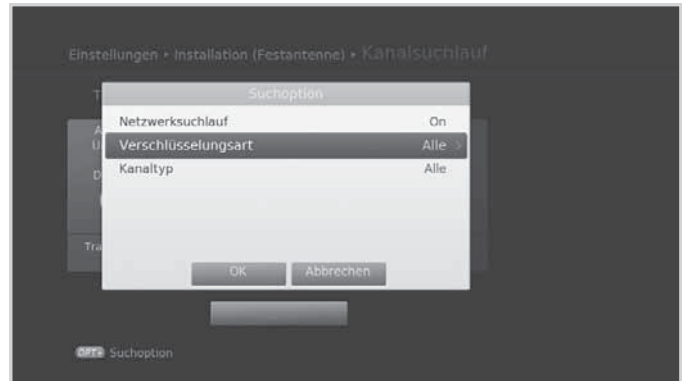 Einstellungen • Installation (Festantenne) • Kanalsuchlauf
Suchoption
Netzwerksuchlauf On
Verschlüsselungsart Alle
Kanaltyp Alle
OK Abbrechen
OPT+ Suchoption